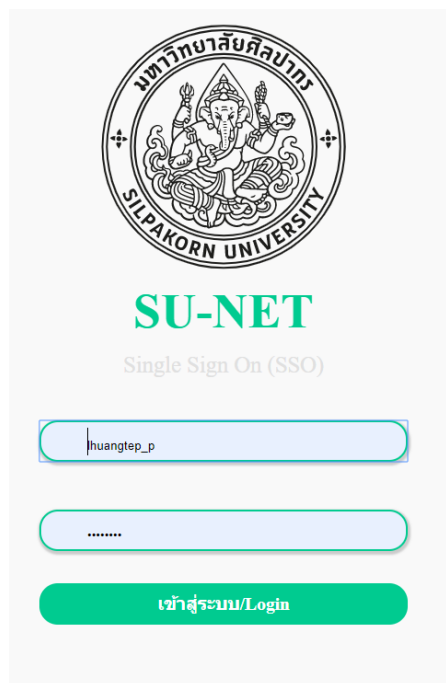 มหาวิทยาลัยศิลปากร
SILPAKORN UNIVERSITY
SU-NET
Single Sign On (SSO)
lhuangtep_p
••••••••
เข้าสู่ระบบ/Login